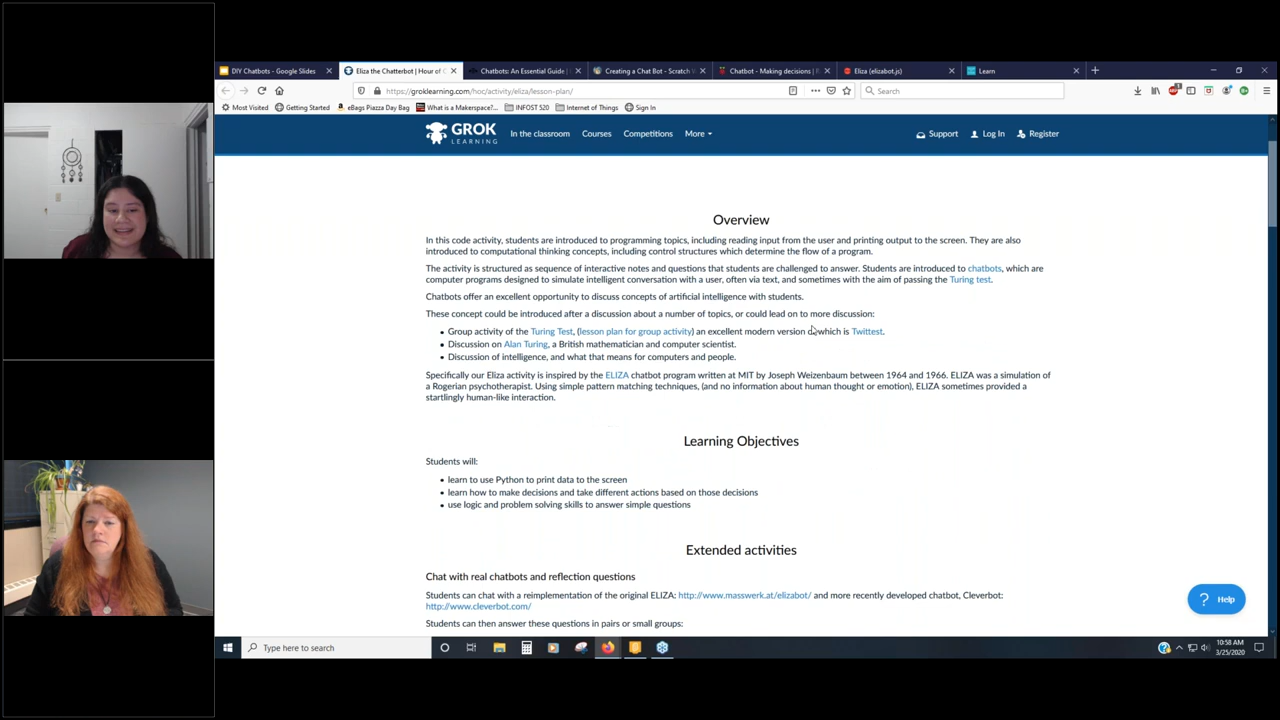 DIY Chatbots - Google Slides
Eliza the Chatterbot | Hour of C
Chatbots: An Essential Guide |
Creating a Chat Bot - Scratch W
Chatbot - Making decisions | R
Eliza (elizabot.js)
Learn
https://groklearning.com/hoc/activity/eliza/lesson-plan/
Search
Most Visited
Getting Started
eBags Piazza Day Bag
What is a Makerspace?...
INFOST 520
Internet of Things
Sign In
GROK
LEARNING
In the classroom
Courses
Competitions
More
Support
Log In
Register
Overview
In this code activity, students are introduced to programming topics, including reading input from the user and printing output to the screen. They are also
introduced to computational thinking concepts, including control structures which determine the flow of a program.
The activity is structured as sequence of interactive notes and questions that students are challenged to answer. Students are introduced to chatbots, which are
computer programs designed to simulate intelligent conversation with a user, often via text, and sometimes with the aim of passing the Turing test.
Chatbots offer an excellent opportunity to discuss concepts of artificial intelligence with students.
These concept could be introduced after a discussion about a number of topics, or could lead on to more discussion:
• Group activity of the Turing Test, (lesson plan for group activity) an excellent modern version of which is Twittest.
• Discussion on Alan Turing, a British mathematician and computer scientist.
• Discussion of intelligence, and what that means for computers and people.
Specifically our Eliza activity is inspired by the ELIZA chatbot program written at MIT by Joseph Weizenbaum between 1964 and 1966. ELIZA was a simulation of
a Rogerian psychotherapist. Using simple pattern matching techniques, (and no information about human thought or emotion), ELIZA sometimes provided a
startlingly human-like interaction.
Learning Objectives
Students will:
• learn to use Python to print data to the screen
• learn how to make decisions and take different actions based on those decisions
• use logic and problem solving skills to answer simple questions
Extended activities
Chat with real chatbots and reflection questions
Students can chat with a reimplementation of the original ELIZA: http://www.masswerk.at/elizabot/ and more recently developed chatbot, Cleverbot:
http://www.cleverbot.com/
Students can then answer these questions in pairs or small groups:
? Help
Type here to search
10:58 AM
3/25/2020